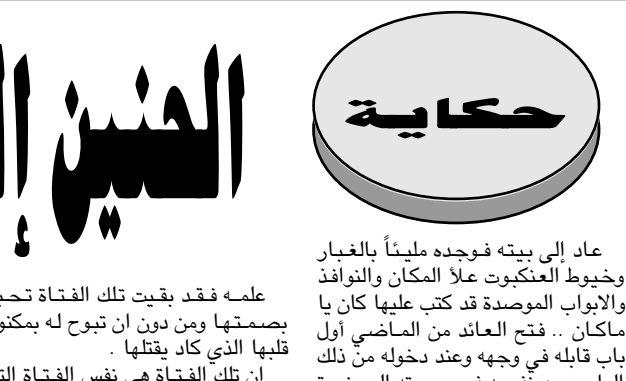 حكاية
الحنين
عاد إلى بيته فوجده مليئاً بالغبار
وخيوط العنكبوت علأ المكان والنوافذ
والابواب الموصدة قد كتب عليها كان يا
ماكان .. فتح العائد من الماضي أول
باب قابله في وجهه وعند دخوله من ذلك
علمه فقد بقيت تلك الفتاة
بصمتها ومن دون ان تبوح له
قلبها الذي كاد يقتلها .
ان تلك الفتاة هي نفس الفتاة